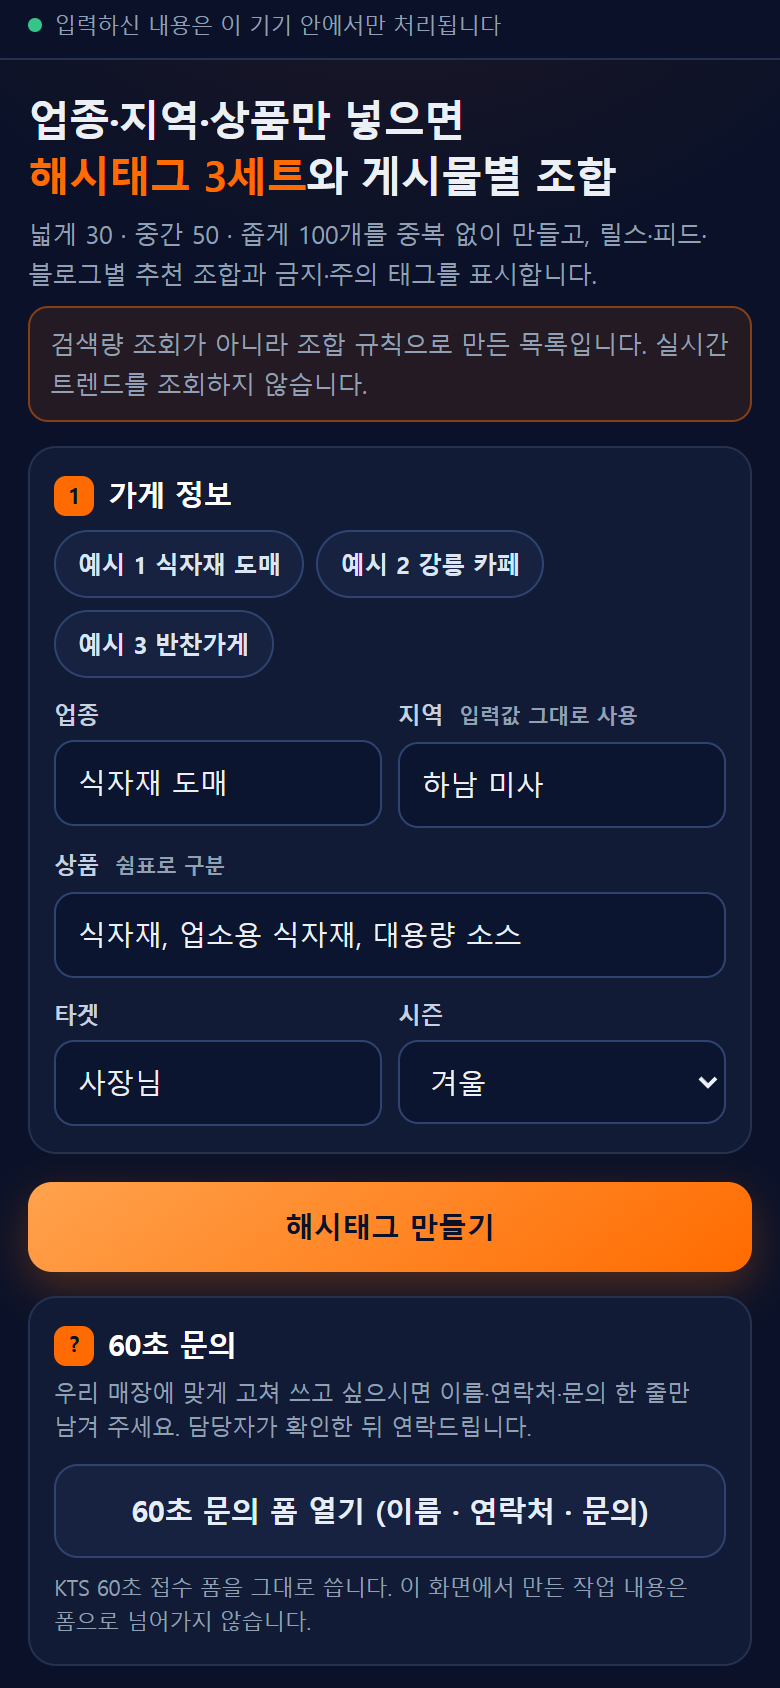 입력하신 내용은 이 기기 안에서만 처리됩니다
업종·지역·상품만 넣으면
해시태그 3세트와 게시물별 조합
넓게 30 · 중간 50 · 좁게 100개를 중복 없이 만들고, 릴스·피드·
블로그별 추천 조합과 금지·주의 태그를 표시합니다.
검색량 조회가 아니라 조합 규칙으로 만든 목록입니다. 실시간
트렌드를 조회하지 않습니다.
1 가게 정보
예시 1 식자재 도매 예시 2 강릉 카페
예시 3 반찬가게
업종 지역 입력값 그대로 사용
식자재 도매 하남 미사
상품 쉼표로 구분
식자재, 업소용 식자재, 대용량 소스
타겟 시즌
사장님 겨울
해시태그 만들기
? 60초 문의
우리 매장에 맞게 고쳐 쓰고 싶으시면 이름·연락처·문의 한 줄만
남겨 주세요. 담당자가 확인한 뒤 연락드립니다.
60초 문의 폼 열기 (이름 · 연락처 · 문의)
KTS 60초 접수 폼을 그대로 씁니다. 이 화면에서 만든 작업 내용은
폼으로 넘어가지 않습니다.